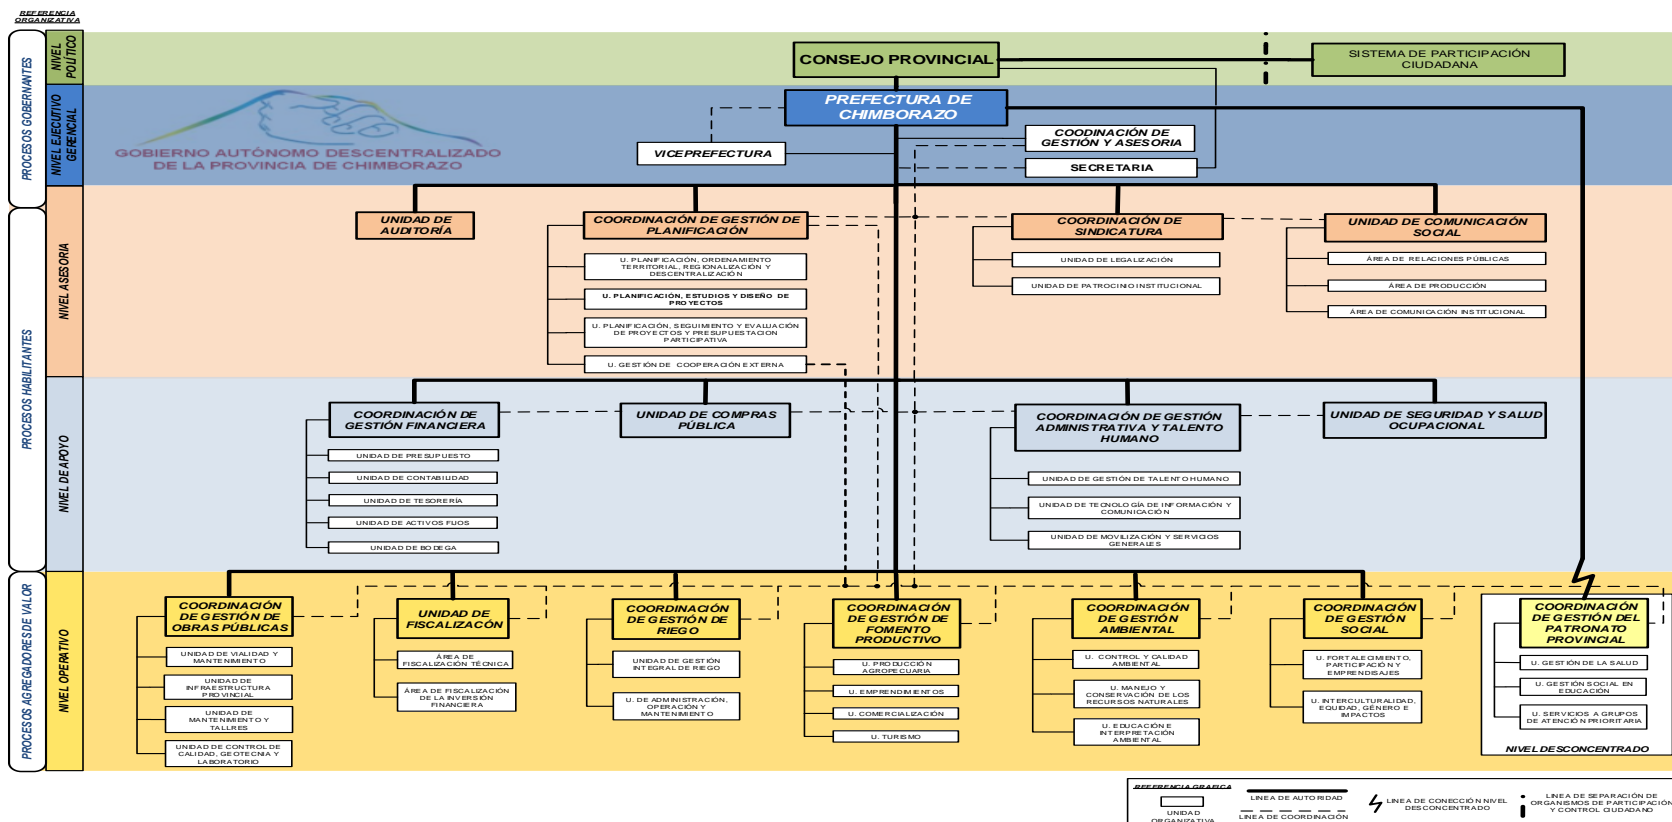 REFERENCIA
ORGANIZATIVA
PROCESOS GOBERNANTES
NIVEL
POLÍTICO
CONSEJO PROVINCIAL
SISTEMA DE PARTICIPACIÓN
CIUDADANA
NIVEL EJECUTIVO
GERENCIAL
GOBIERNO AUTÓNOMO DESCENTRALIZADO
DE LA PROVINCIA DE CHIMBORAZO
PREFECTURA DE
CHIMBORAZO
VICEPREFECTURA
COODINACIÓN DE
GESTIÓN Y ASESORIA
SECRETARIA
PROCESOS HABILITANTES
NIVEL ASESORIA
UNIDAD DE
AUDITORÍA
COORDINACIÓN DE GESTIÓN DE
PLANIFICACIÓN
U. PLANIFICACIÓN, ORDENAMIENTO
TERRITORIAL, REGIONALIZACIÓN Y
DESCENTRALIZACIÓN
U. PLANIFICACIÓN, ESTUDIOS Y DISEÑO DE
PROYECTOS
U. PLANIFICACIÓN, SEGUIMIENTO Y EVALUACIÓN
DE PROYECTOS Y PRESUPUESTACION
PARTICIPATIVA
U. GESTIÓN DE COOPERACIÓN EXTERNA
COORDINACIÓN DE
SINDICATURA
UNIDAD DE LEGALIZACIÓN
UNIDAD DE PATROCINIO INSTITUCIONAL
UNIDAD DE COMUNICACIÓN
SOCIAL
ÁREA DE RELACIONES PÚBLICAS
ÁREA DE PRODUCCIÓN
ÁREA DE COMUNICACIÓN INSTITUCIONAL
NIVEL DE APOYO
COORDINACIÓN DE
GESTIÓN FINANCIERA
UNIDAD DE PRESUPUESTO
UNIDAD DE CONTABILIDAD
UNIDAD DE TESORERÍA
UNIDAD DE ACTIVOS FIJOS
UNIDAD DE BODEGA
UNIDAD DE COMPRAS
PÚBLICA
COORDINACIÓN DE GESTIÓN
ADMINISTRATIVA Y TALENTO
HUMANO
UNIDAD DE GESTIÓN DE TALENTO HUMANO
UNIDAD DE TECNOLOGÍA DE INFORMACIÓN Y
COMUNICACIÓN
UNIDAD DE MOVILIZACIÓN Y SERVICIOS
GENERALES
UNIDAD DE SEGURIDAD Y SALUD
OCUPACIONAL
PROCESOS AGREGADORES DE VALOR
NIVEL OPERATIVO
COORDINACIÓN
DE GESTIÓN DE
OBRAS PÚBLICAS
UNIDAD DE VIALIDAD Y
MANTENIMIENTO
UNIDAD DE
INFRAESTRUCTURA
PROVINCIAL
UNIDAD DE
MANTENIMIENTO Y
TALLRES
UNIDAD DE CONTROL DE
CALIDAD, GEOTECNIA Y
LABORATORIO
UNIDAD DE
FISCALIZACÓN
ÁREA DE
FISCALIZACIÓN TÉCNICA
ÁREA DE FISCALIZACIÓN
DE LA INVERSIÓN
FINANCIERA
COORDINACIÓN
DE GESTIÓN DE
RIEGO
UNIDAD DE GESTIÓN
INTEGRAL DE RIEGO
U. DE ADMINISTRACIÓN,
OPERACIÓN Y
MANTENIMIENTO
COORDINACIÓN
DE GESTIÓN DE
FOMENTO
PRODUCTIVO
U. PRODUCCIÓN
AGROPECUARIA
U. EMPRENDIMIENTOS
U. COMERCIALIZACIÓN
U. TURISMO
COORDINACIÓN
DE GESTIÓN
AMBIENTAL
U. CONTROL Y CALIDAD
AMBIENTAL
U. MANEJO Y
CONSERVACIÓN DE LOS
RECURSOS NATURALES
U. EDUCACIÓN E
INTERPRETACIÓN
AMBIENTAL
COORDINACIÓN
DE GESTIÓN
SOCIAL
U. FORTALECIMIENTO,
PARTICIPACIÓN Y
EMPRENDISAJES
U. INTERCULTURALIDAD,
EQUIDAD, GÉNERO E
IMPACTOS
COORDINACIÓN
DE GESTIÓN DEL
PATRONATO
PROVINCIAL
U. GESTIÓN DE LA SALUD
U. GESTIÓN SOCIAL EN
EDUCACIÓN
U. SERVICIOS A GRUPOS
DE ATENCIÓN PRIORITARIA
NIVEL DESCONCENTRADO
REFERENCIA GRAFICA
UNIDAD
ORGANIZATIVA
LINEA DE AUTORIDAD
LINEA DE COORDINACIÓN
LINEA DE CONECCIÓN NIVEL
DESCONCENTRADO
LINEA DE SEPARACIÓN DE
ORGANISMOS DE PARTICIPACIÓN
Y CONTROL CIUDADANO